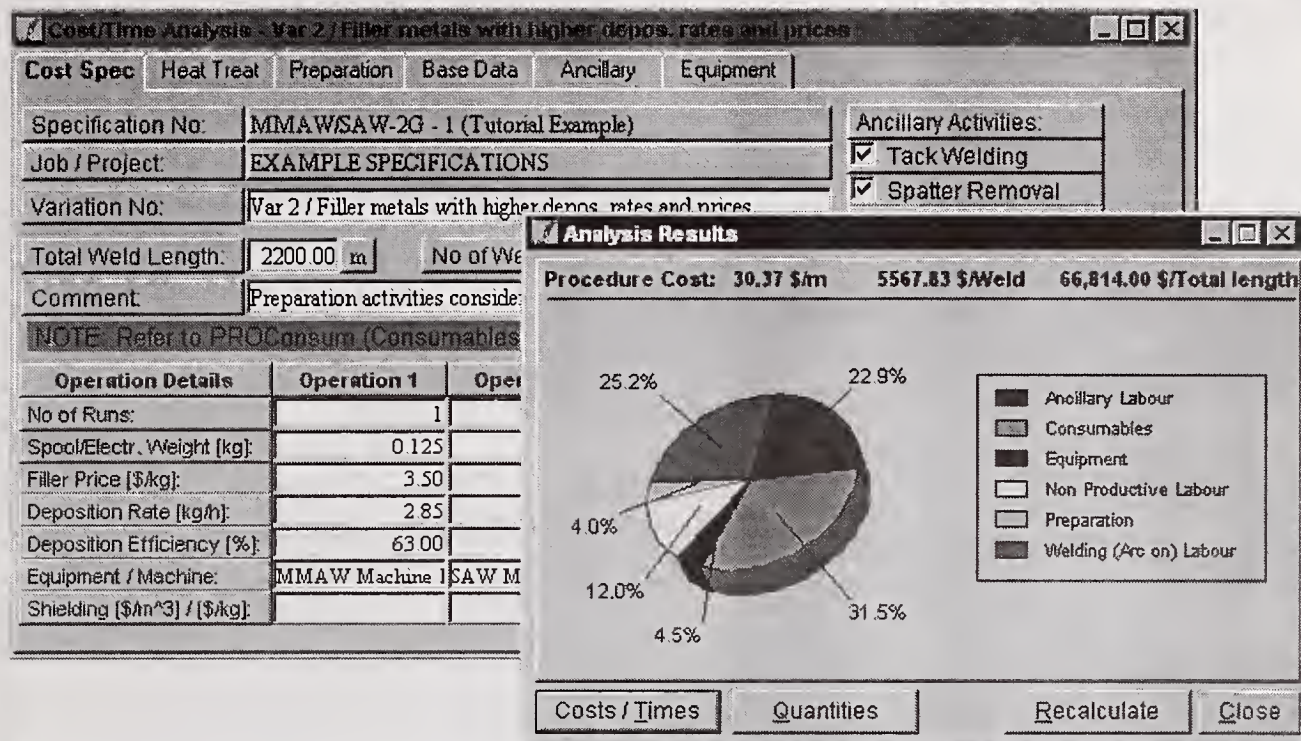 Cost/Time Analysis - Var 2 / Filler metals with higher depos. rates and prices
Cost Spec Heat Treat Preparation Base Data Ancillary Equipment
Specification No: MMAW/SAW-2G - 1 (Tutorial Example)
Job / Project: EXAMPLE SPECIFICATIONS
Variation No: Var 2 / Filler metals with higher depos. rates and prices
Ancillary Activities:
Tack Welding
Spatter Removal
Total Weld Length: 2200.00 m No of We
Comment: Preparation activities conside
NOTE: Refer to PROConsum (Consumables
Operation Details Operation 1 Oper
No of Runs: 1
Spool/Electr. Weight [kg]: 0.125
Filler Price [$/kg]: 3.50
Deposition Rate [kg/h]: 2.85
Deposition Efficiency [%]: 63.00
Equipment / Machine: MMAW Machine 1 SAW M
Shielding [$/m^3] / [$/kg]:
Analysis Results
Procedure Cost: 30.37 $/m 5567.83 $/Weld 66,814.00 $/Total length
25.2%
22.9%
4.0%
12.0%
4.5%
31.5%
Ancillary Labour
Consumables
Equipment
Non Productive Labour
Preparation
Welding (Arc on) Labour
Costs / Times Quantities Recalculate Close